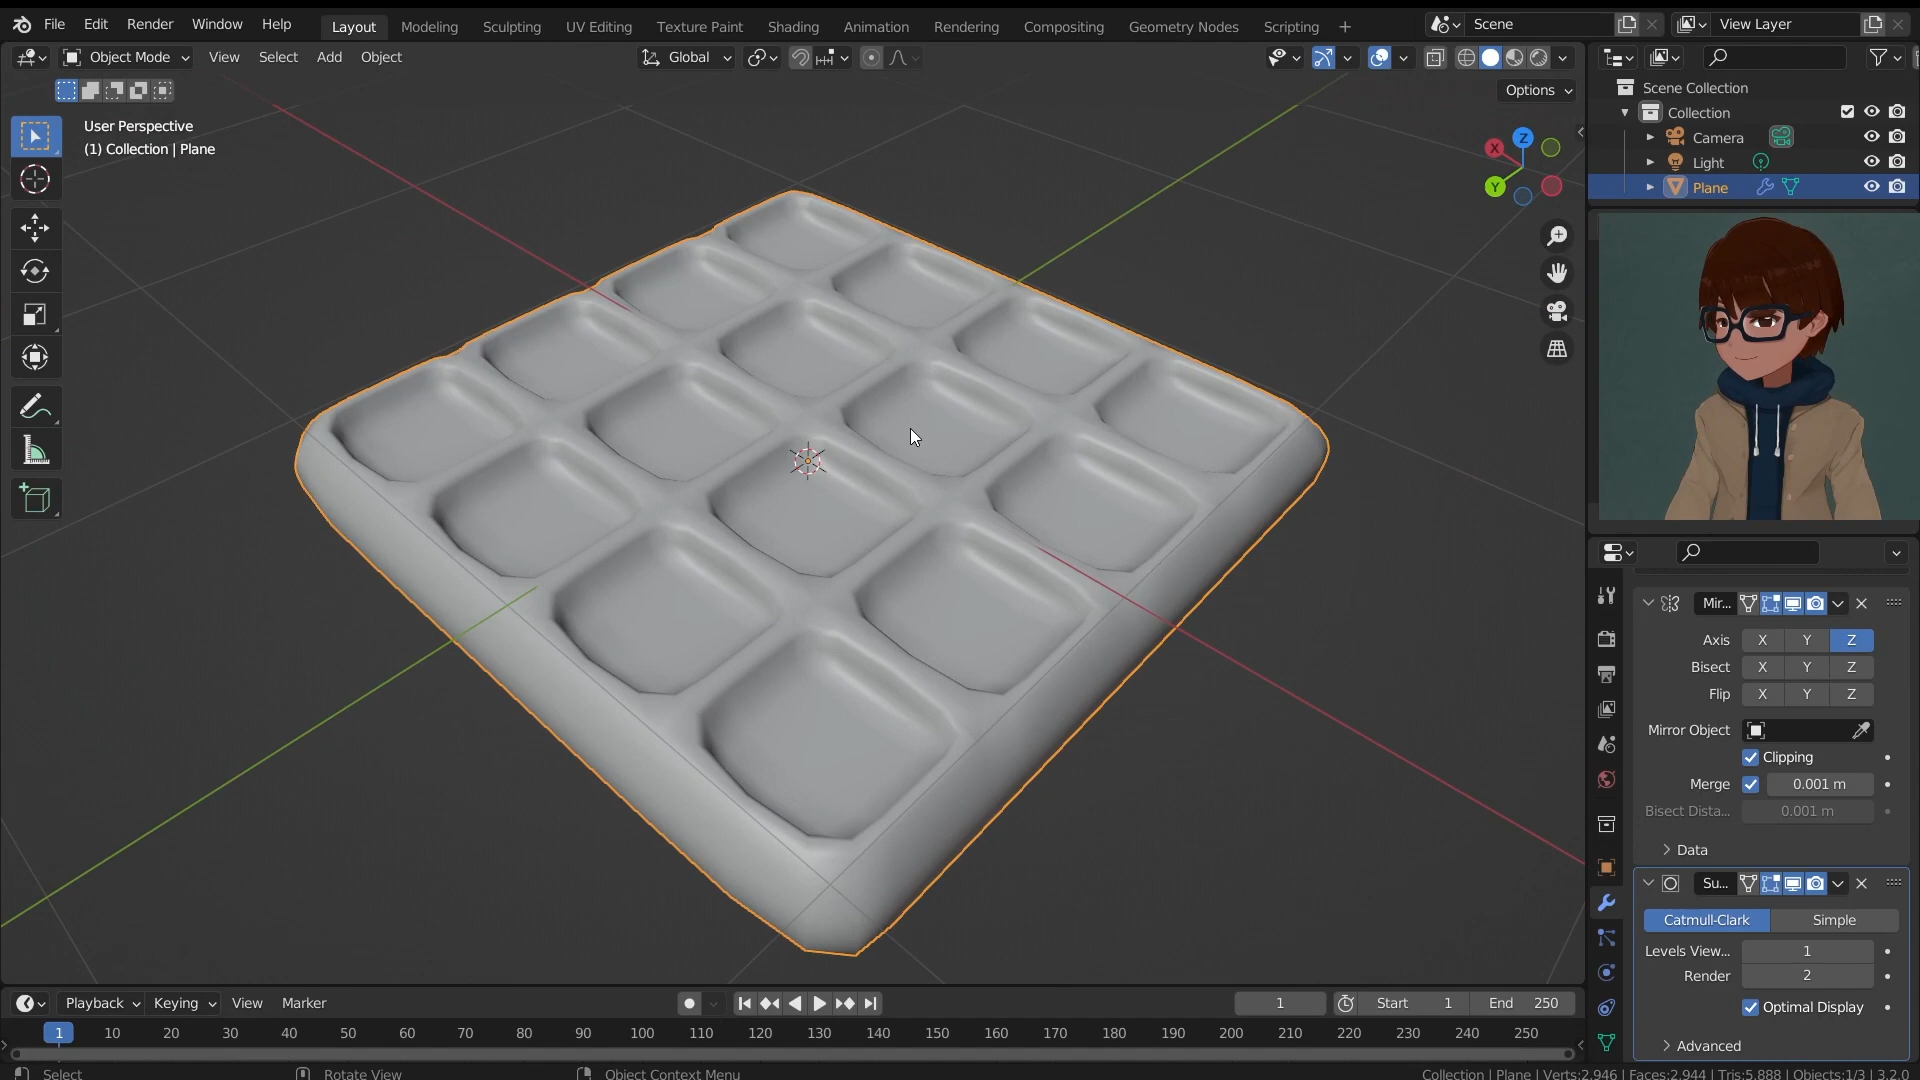 File Edit Render Window Help Layout Modeling Sculpting UV Editing Texture Paint Shading Animation Rendering Compositing Geometry Nodes Scripting + Scene View Layer
Object Mode View Select Add Object Global
Options
User Perspective
(1) Collection | Plane
X Z
Y
Scene Collection
Collection
Camera
Light
Plane
Mir...
Axis X Y Z
Bisect X Y Z
Flip X Y Z
Mirror Object
Clipping
Merge 0.001 m
Bisect Dista... 0.001 m
Data
Su...
Catmull-Clark Simple
Levels View... 1
Render 2
Optimal Display
Advanced
Playback Keying View Marker 1 Start 1 End 250
1 10 20 30 40 50 60 70 80 90 100 110 120 130 140 150 160 170 180 190 200 210 220 230 240 250
Select Rotate View Object Context Menu Collection | Plane | Verts:2,946 | Faces:2,944 | Tris:5,888 | Objects:1/3 | 3.2.0